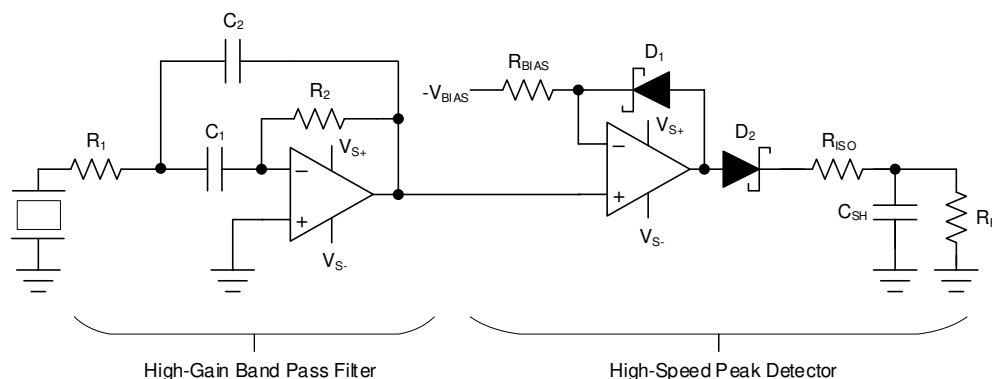 C2
D1
RBIAS
-VBIAS
R2
VS+
VS+
R1
C1
D2
RISO
−
−
+
+
CSH
VS-
VS-
High-Gain Band Pass Filter
High-Speed Peak Detector